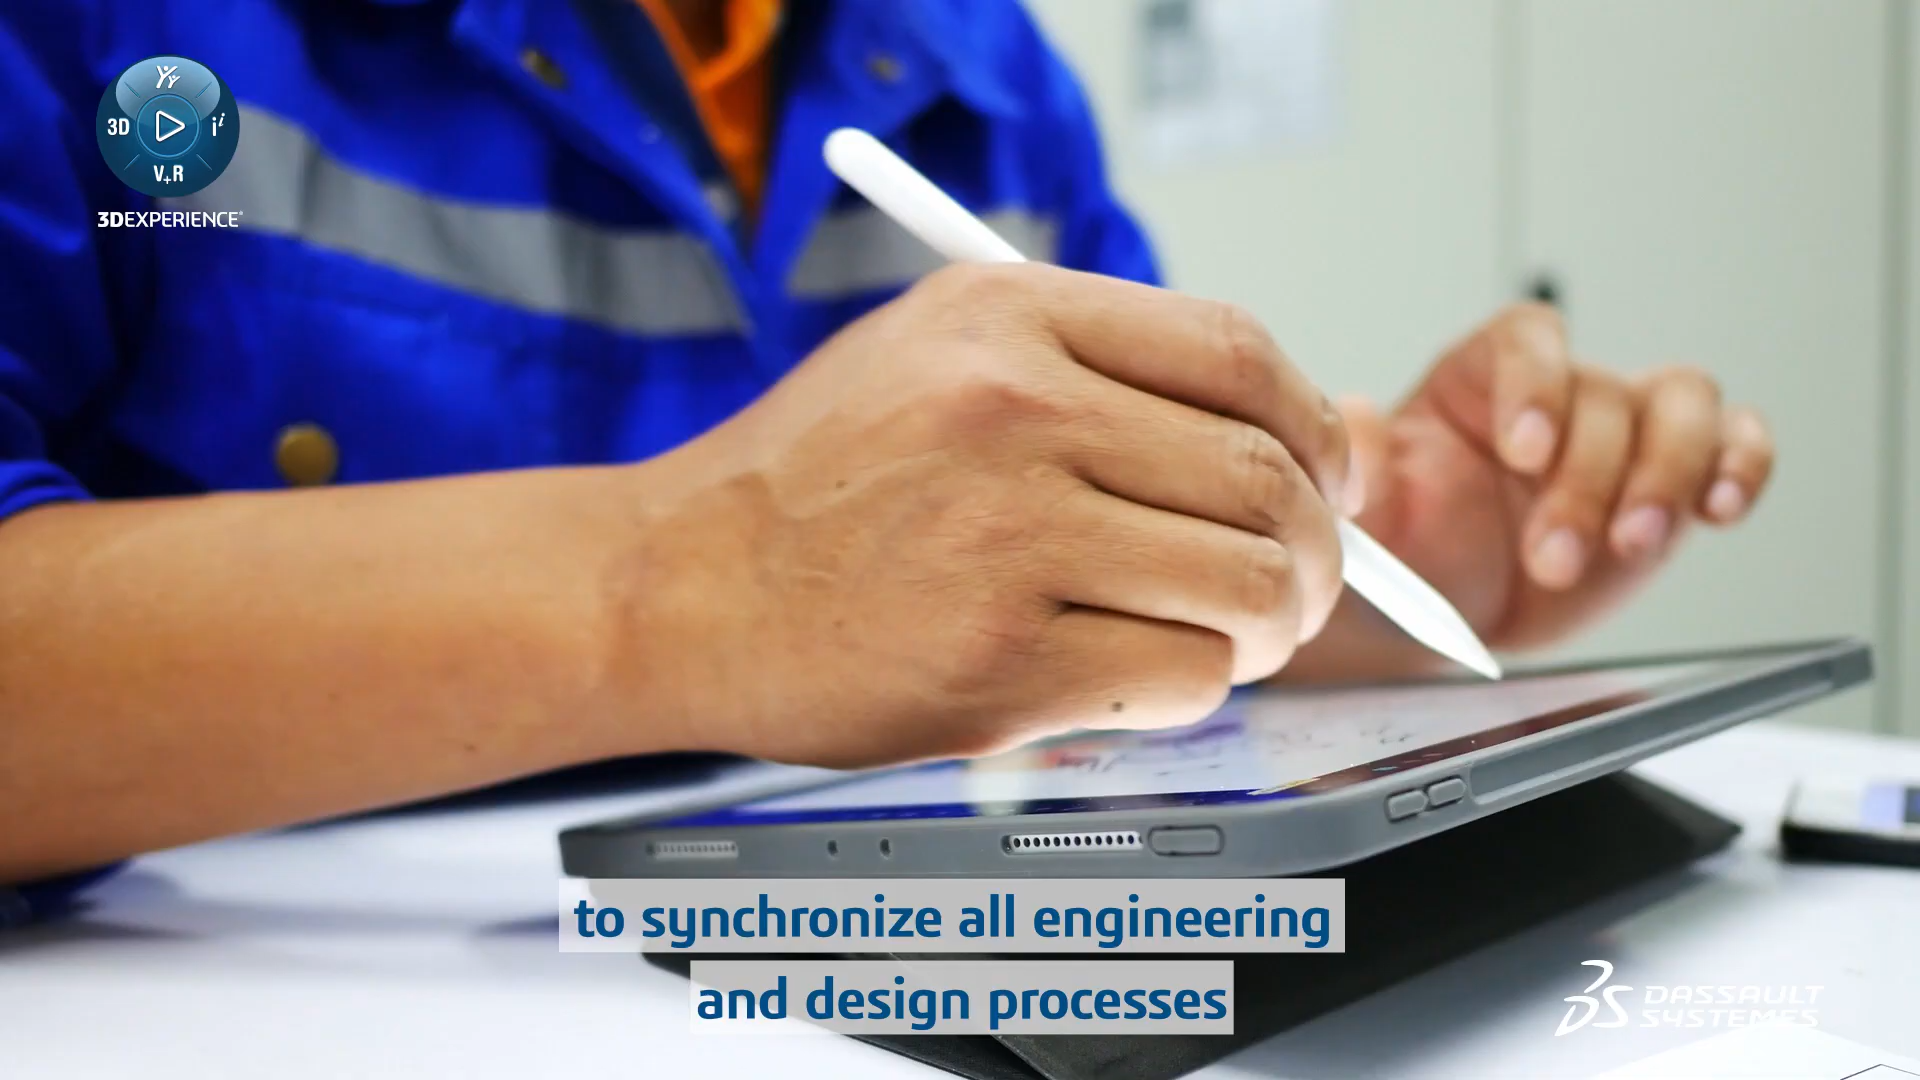 3D
V+R
3DEXPERIENCE®
to synchronize all engineering
and design processes
DASSAULT
SYSTEMES